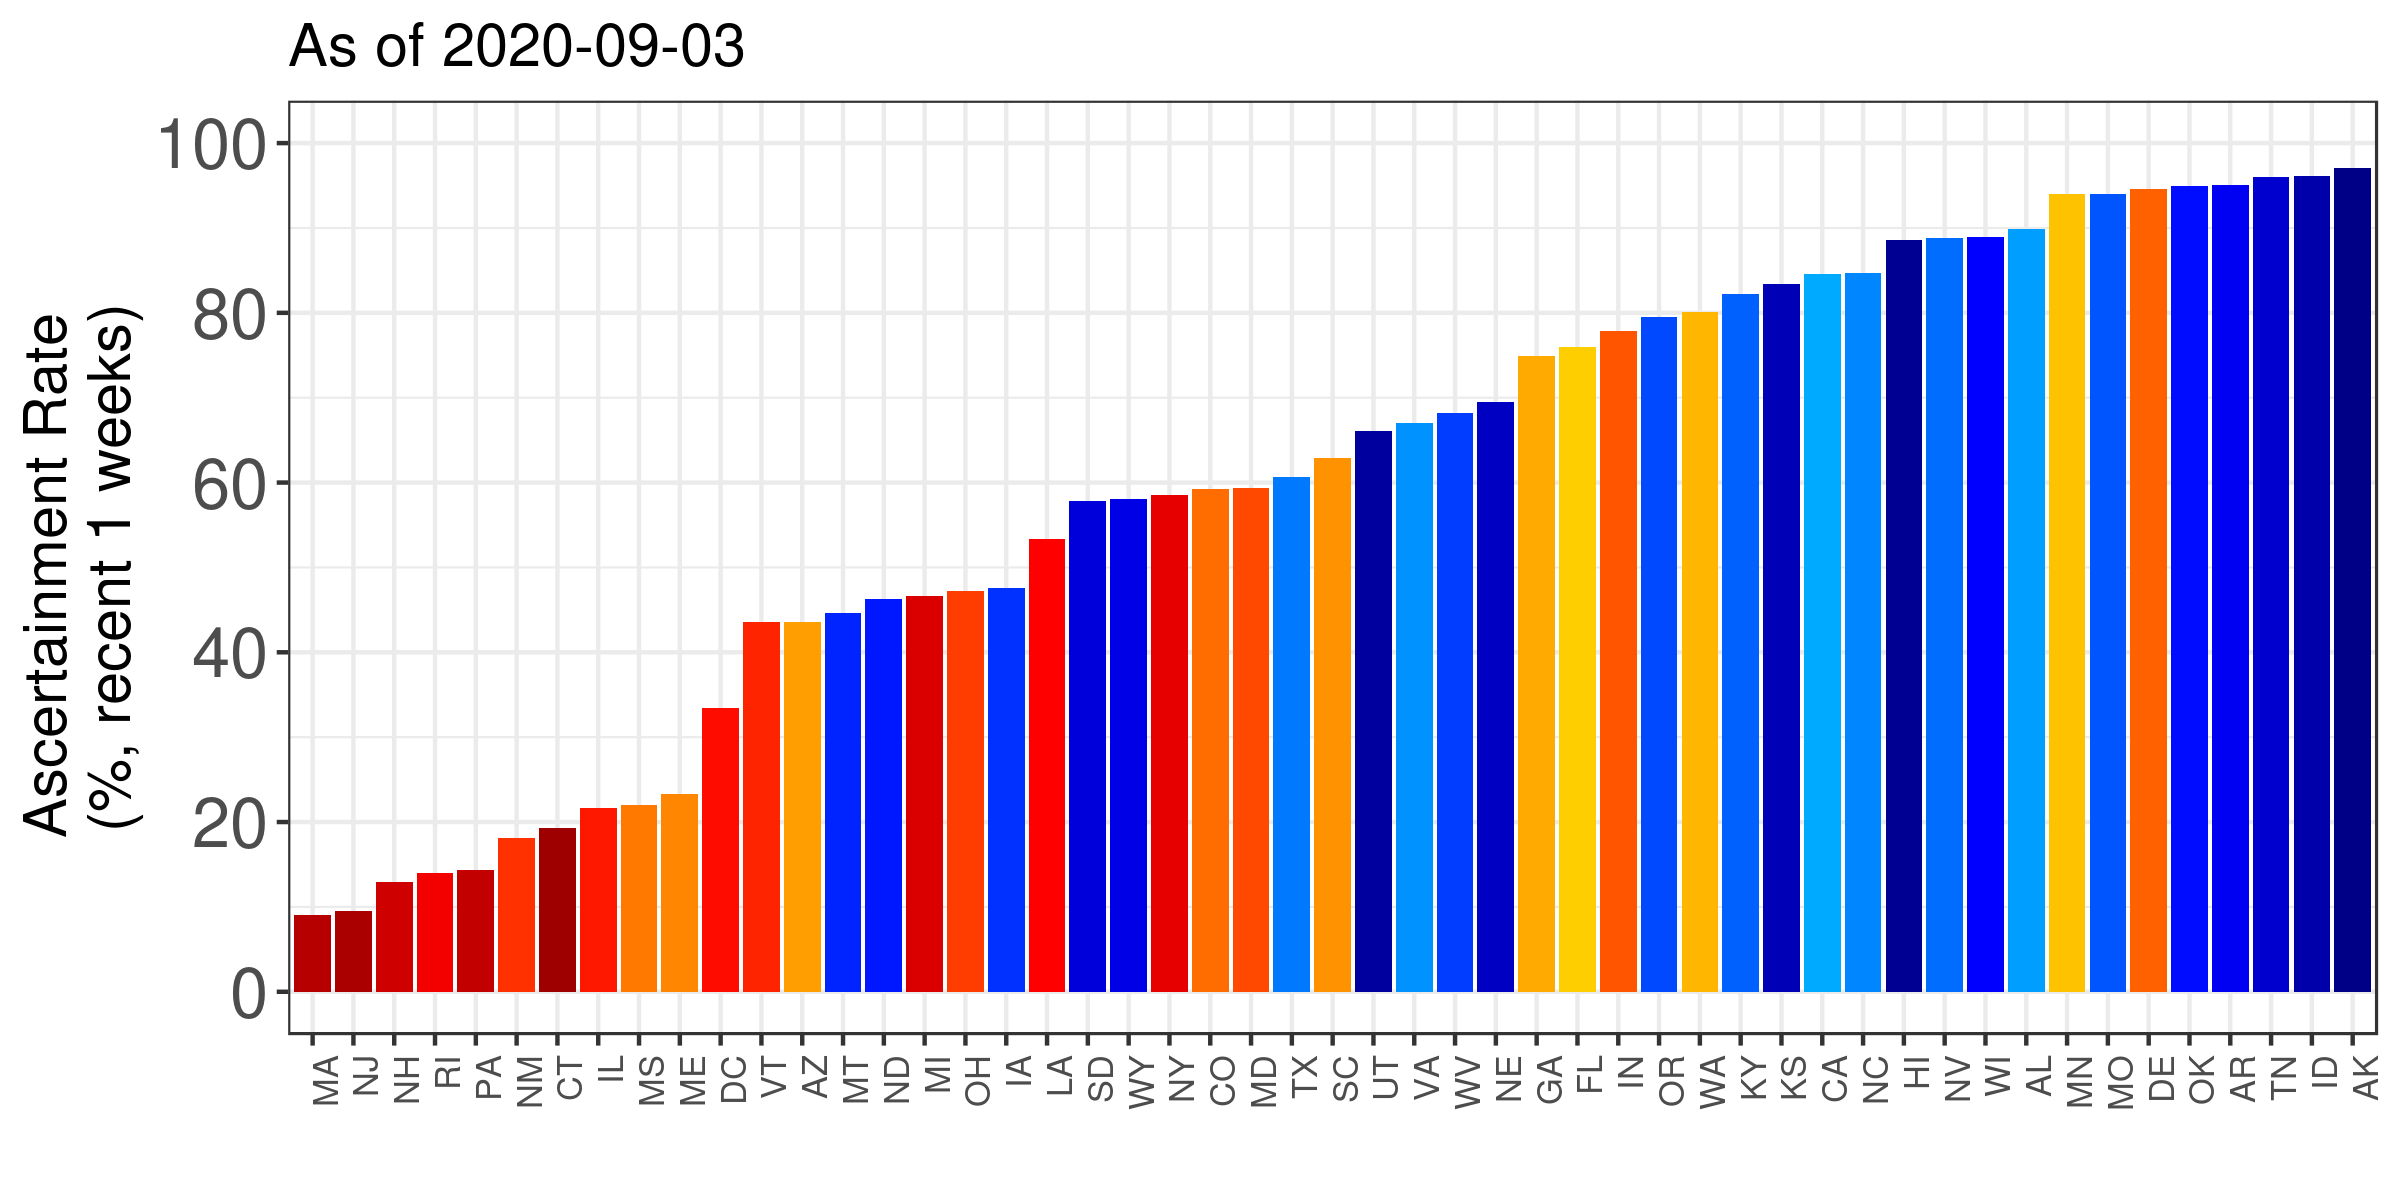 As of 2020-09-03
Ascertainment Rate
(%, recent 1 weeks)
100
80
60
40
20
0
MA NJ NH RI PA NM CT IL MS ME DC VT AZ MT ND MI OH IA LA SD WY NY CO MD TX SC UT VA WV NE GA FL IN OR WA KY KS CA NC HI NV WI AL MN MO DE OK AR TN ID AK